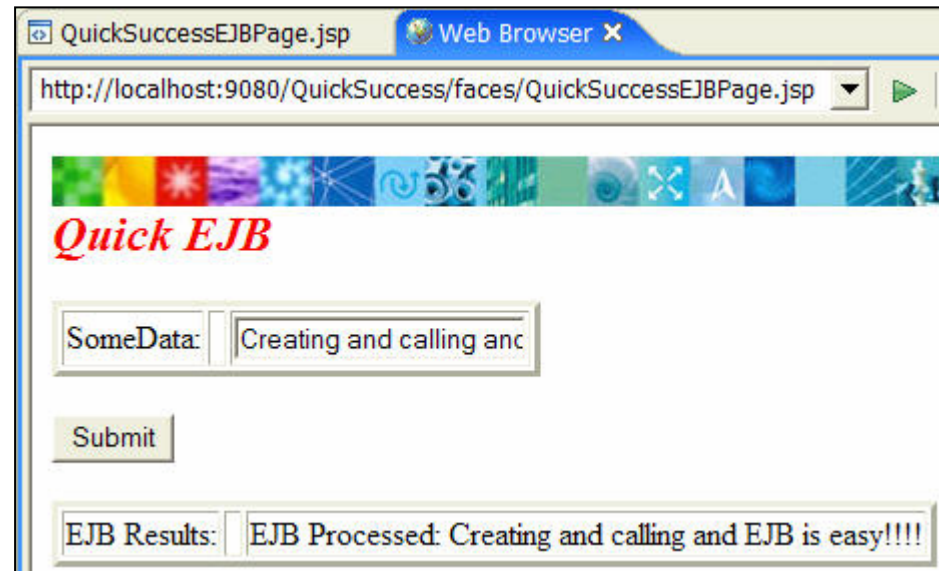 QuickSuccessEJBPage.jsp Web Browser
http://localhost:9080/QuickSuccess/faces/QuickSuccessEJBPage.jsp
Quick EJB
SomeData: Creating and calling and
Submit
EJB Results: EJB Processed: Creating and calling and EJB is easy!!!!